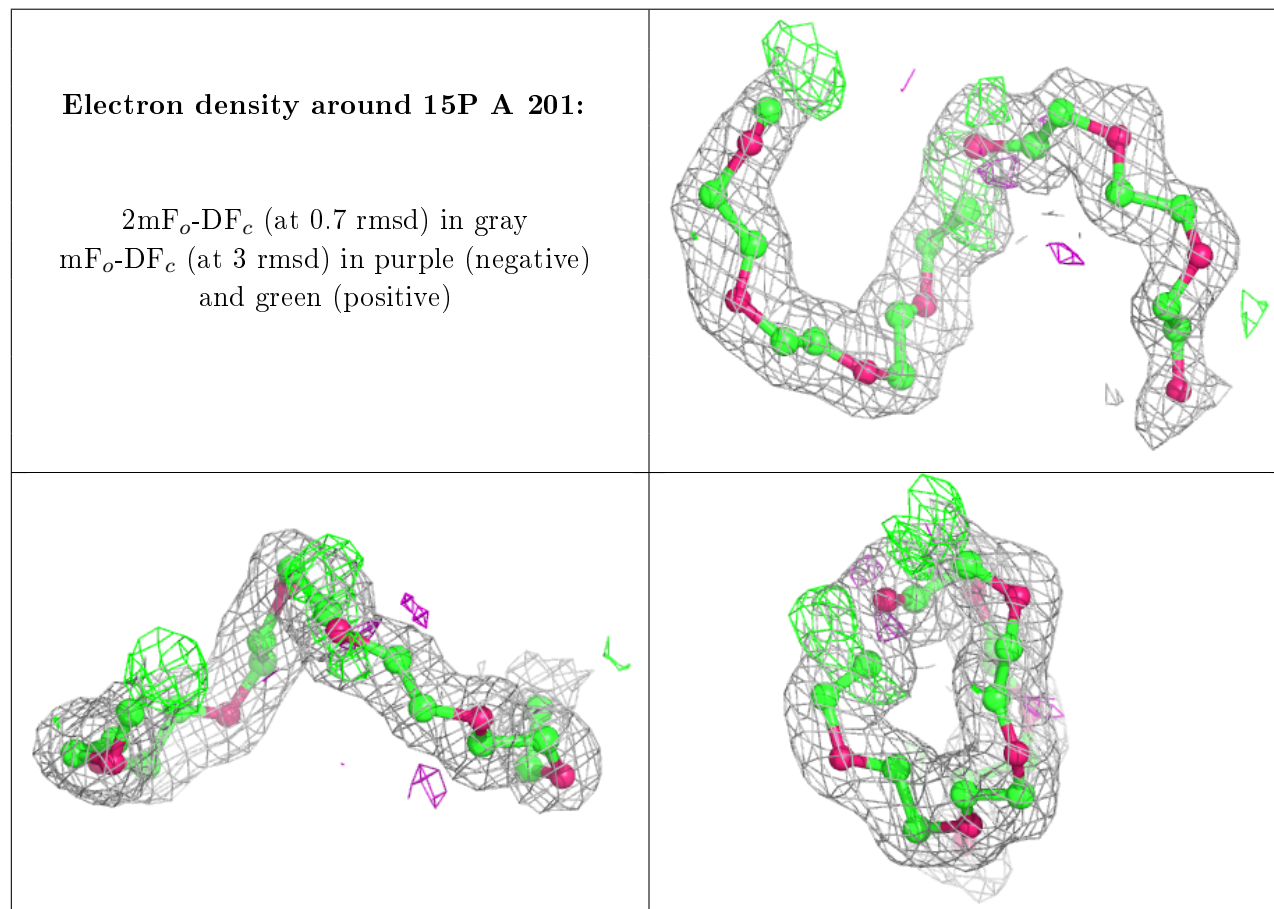 Electron density around 15P A 201:
2mFo-DFc (at 0.7 rmsd) in gray
mFo-DFc (at 3 rmsd) in purple (negative)
and green (positive)